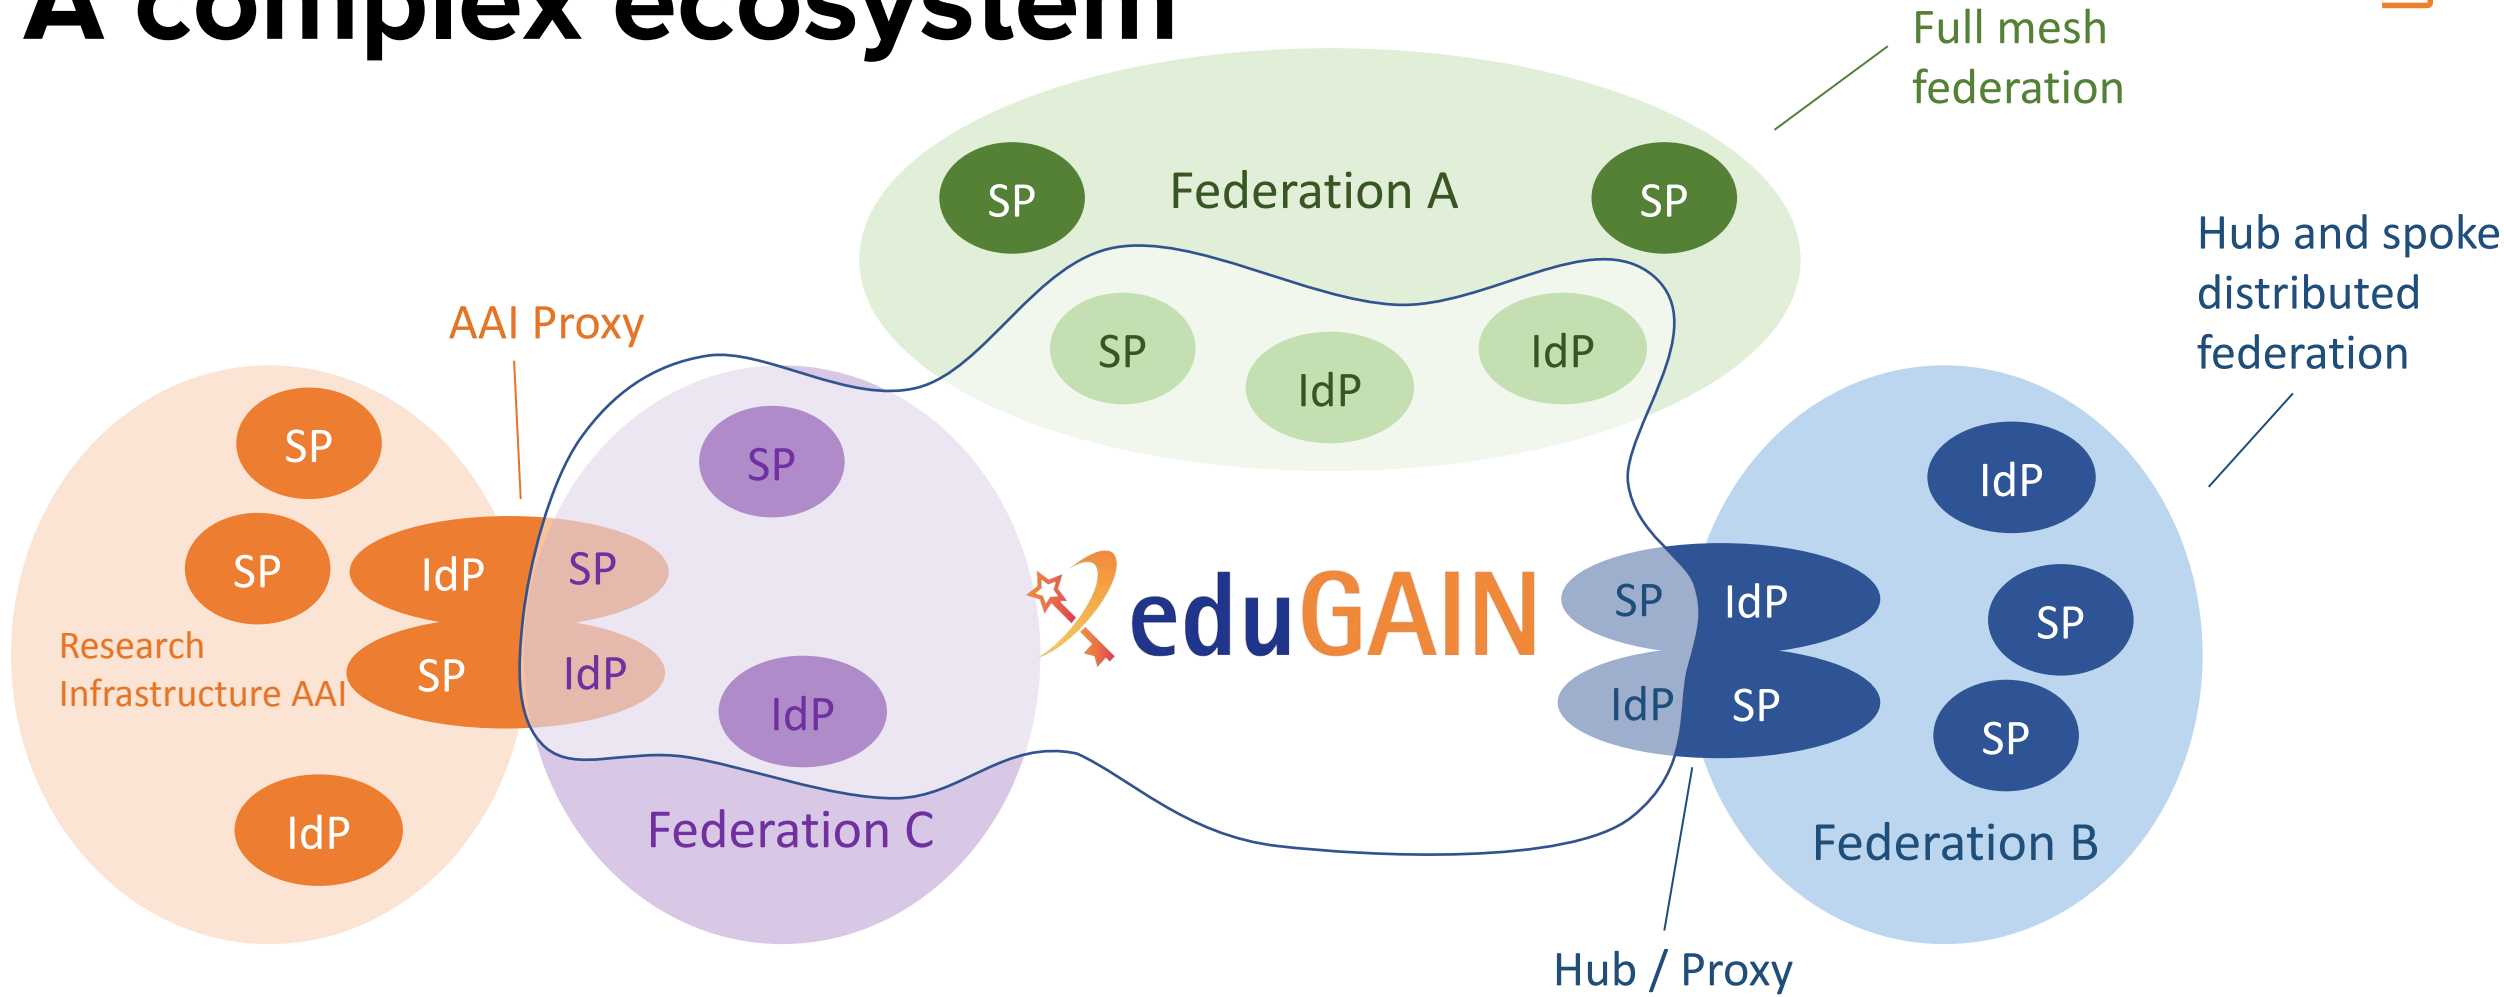 A complex ecosystem
Full mesh
federation
Federation A
SP
SP
Hub and spoke
distributed
federation
AAI Proxy
SP
IdP
IdP
SP
SP
IdP
SP
IdP
SP
SP
IdP
SP
IdP
eduGAIN
SP
IdP
SP
Research
Infrastructure AAI
SP
IdP
IdP
IdP
SP
SP
IdP
Federation C
Federation B
Hub / Proxy